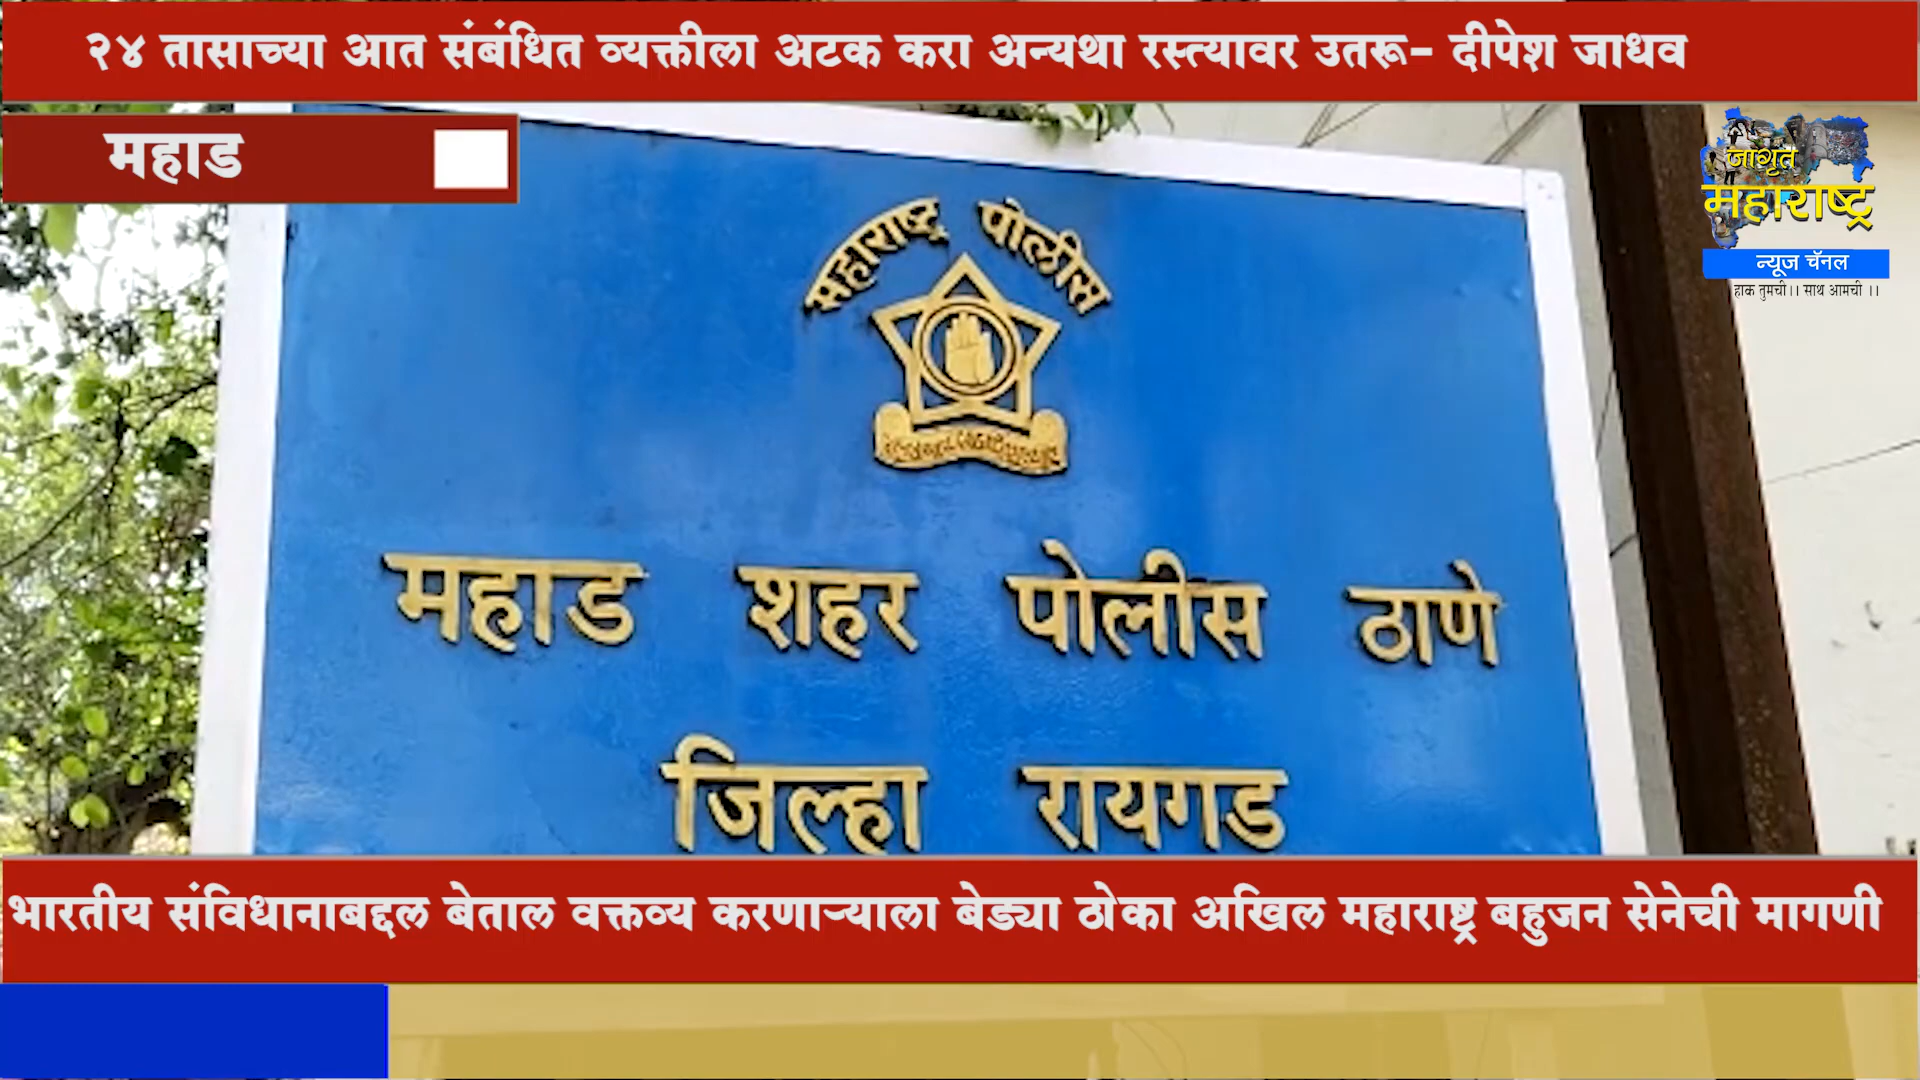 २४ तासाच्या आत संबंधित व्यक्तीला अटक करा अन्यथा रस्त्यावर उतरू- दीपेश जाधव
महाड
जागृत
महाराष्ट्र
न्यूज चॅनल
हाक तुमची।। साथ आमची ।।
महाराष्ट्र पोलीस
महाड शहर पोलीस ठाणे
जिल्हा रायगड
भारतीय संविधानाबद्दल बेताल वक्तव्य करणाऱ्याला बेड्या ठोका अखिल महाराष्ट्र बहुजन सेनेची मागणी